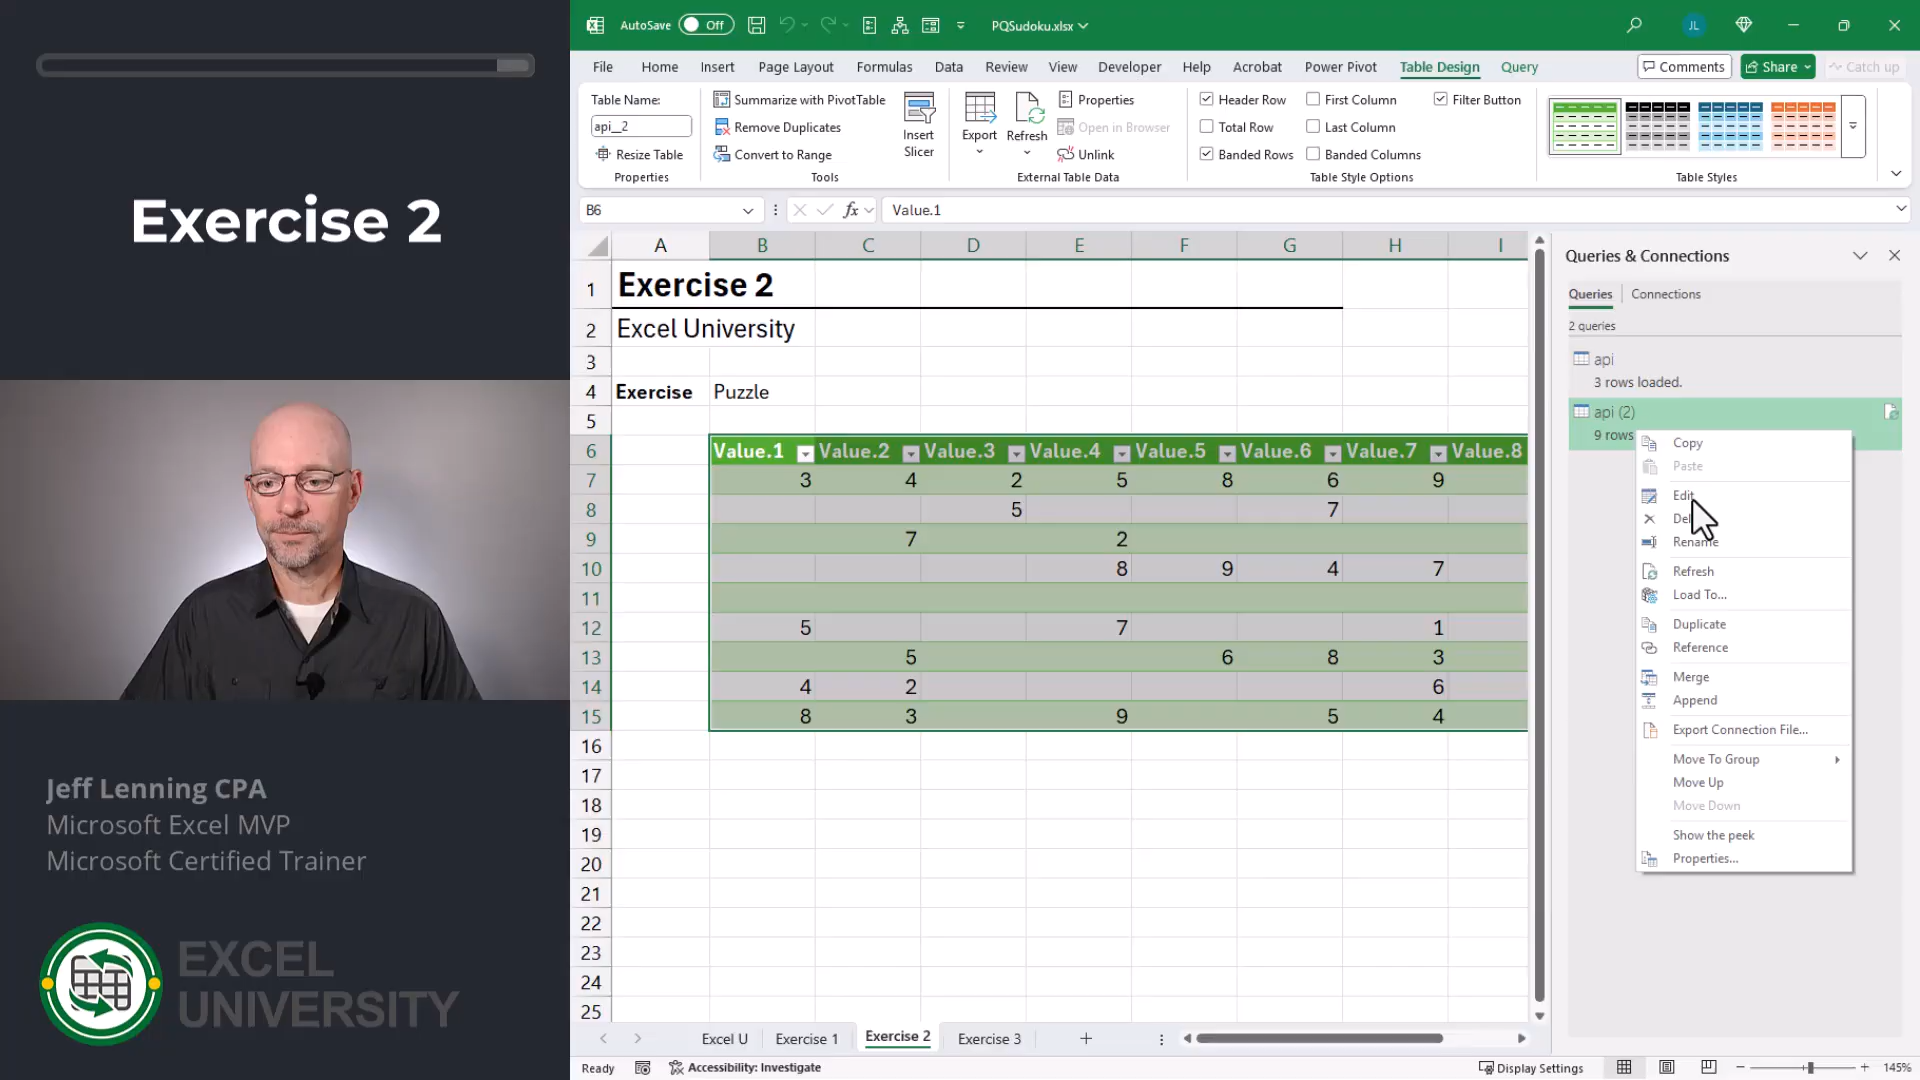 Exercise 2
Jeff Lenning CPA
Microsoft Excel MVP
Microsoft Certified Trainer
EXCEL
UNIVERSITY
AutoSave Off PQSudoku.xlsx JL
File Home Insert Page Layout Formulas Data Review View Developer Help Acrobat Power Pivot Table Design Query Comments Share Catch up
Table Name:
api__2
Resize Table
Properties
Summarize with PivotTable
Remove Duplicates
Convert to Range
Tools
Insert
Slicer
Export
Refresh
Properties
Open in Browser
Unlink
External Table Data
Header Row First Column Filter Button
Total Row Last Column
Banded Rows Banded Columns
Table Style Options
Table Styles
B6 fx Value.1
A B C D E F G H I
1 Exercise 2
2 Excel University
3
4 Exercise Puzzle
5
6 Value.1 Value.2 Value.3 Value.4 Value.5 Value.6 Value.7 Value.8
7 3 4 2 5 8 6 9
8 5 7
9 7 2
10 8 9 4 7
11
12 5 7 1
13 5 6 8 3
14 4 2 6
15 8 3 9 5 4
16
17
18
19
20
21
22
23
24
25
Queries & Connections
Queries Connections
2 queries
api
3 rows loaded.
api (2)
9 rows
Copy
Paste
Edit
Rename
Refresh
Load To...
Duplicate
Reference
Merge
Append
Export Connection File...
Move To Group
Move Up
Move Down
Show the peek
Properties...
Excel U Exercise 1 Exercise 2 Exercise 3
Ready Accessibility: Investigate Display Settings 145%